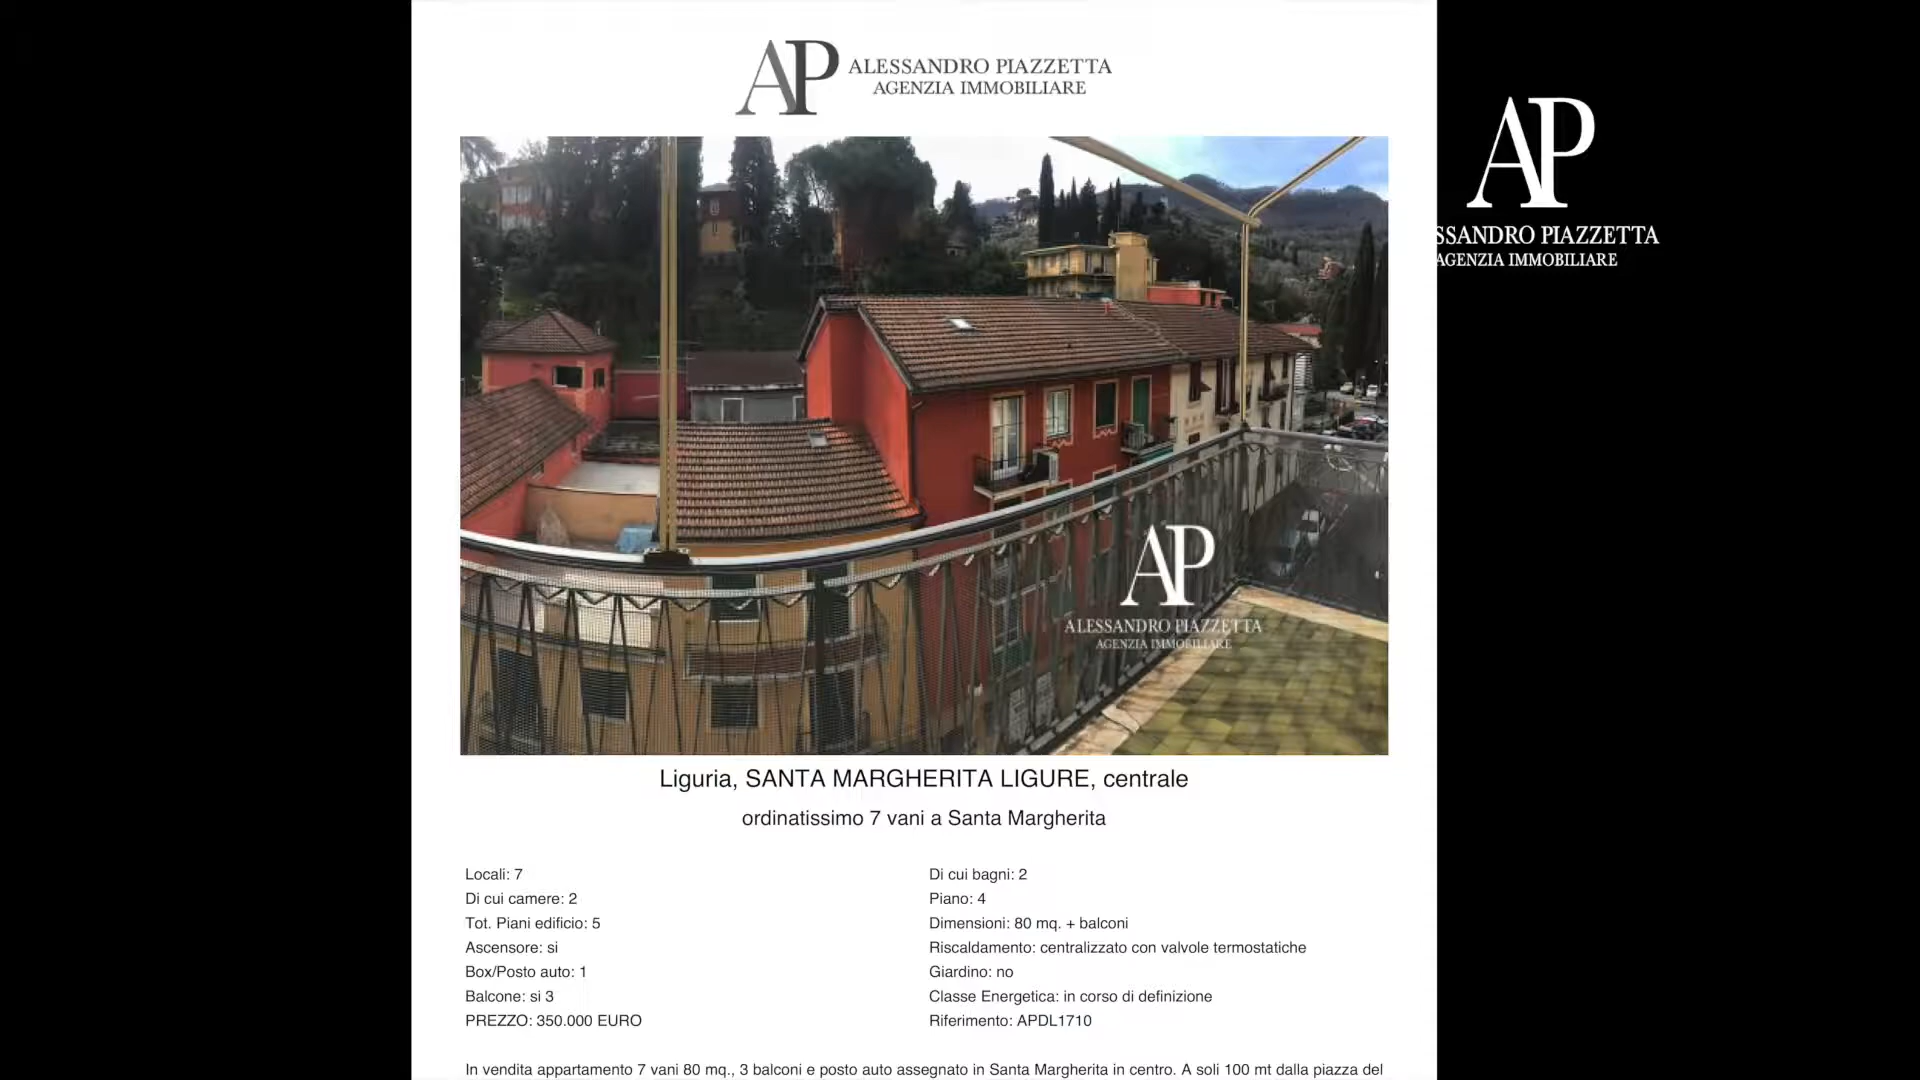 AP ALESSANDRO PIAZZETTA
AGENZIA IMMOBILIARE
AP
SSANDRO PIAZZETTA
AGENZIA IMMOBILIARE
AP
ALESSANDRO PIAZZETTA
AGENZIA IMMOBILIARE
Liguria, SANTA MARGHERITA LIGURE, centrale
ordinatissimo 7 vani a Santa Margherita
Locali: 7
Di cui camere: 2
Tot. Piani edificio: 5
Ascensore: si
Box/Posto auto: 1
Balcone: si 3
PREZZO: 350.000 EURO
Di cui bagni: 2
Piano: 4
Dimensioni: 80 mq. + balconi
Riscaldamento: centralizzato con valvole termostatiche
Giardino: no
Classe Energetica: in corso di definizione
Riferimento: APDL1710
In vendita appartamento 7 vani 80 mq., 3 balconi e posto auto assegnato in Santa Margherita in centro. A soli 100 mt dalla piazza del